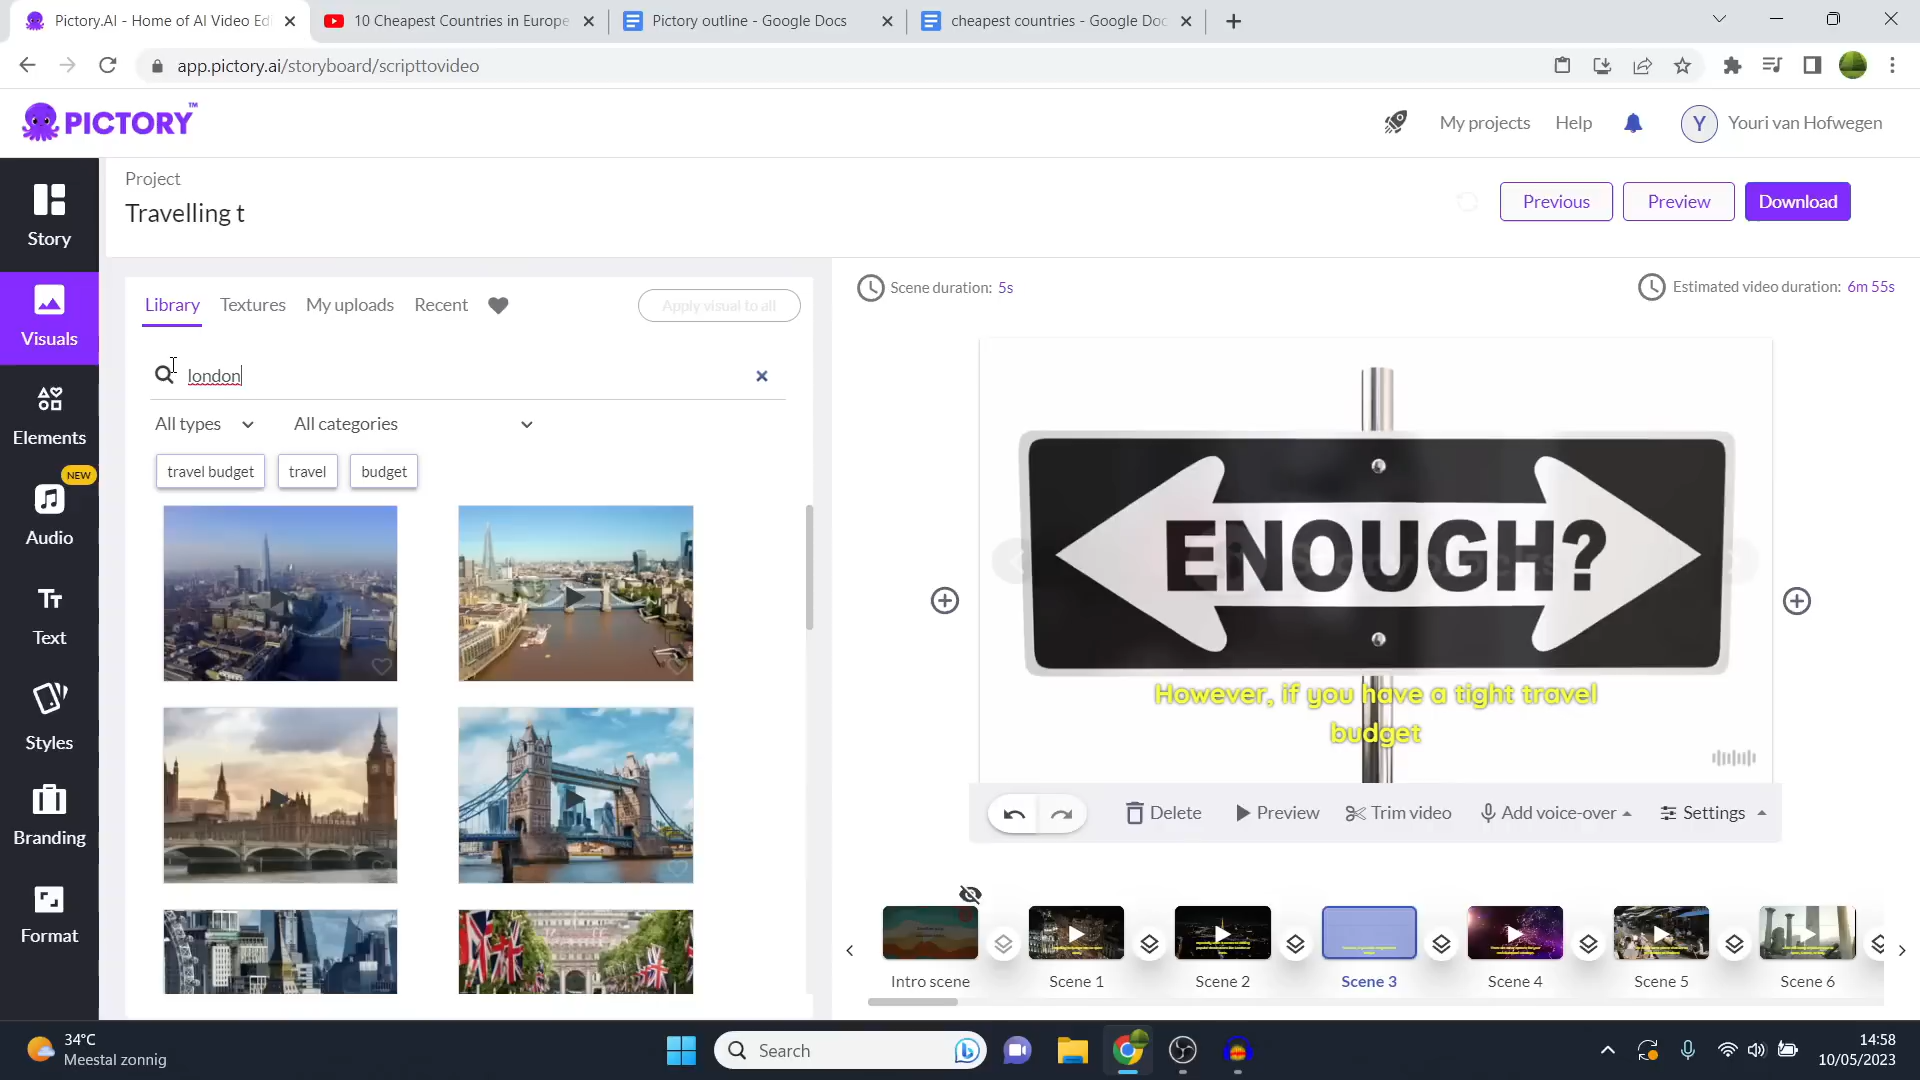 Pictory.AI - Home of AI Video Edi
10 Cheapest Countries in Europe
Pictory outline - Google Docs
cheapest countries - Google Doc
app.pictory.ai/storyboard/scripttovideo
PICTORY™
My projects
Help
Y
Youri van Hofwegen
Project
Travelling t
Previous
Preview
Download
Story
Visuals
Elements
NEW
Audio
Text
Styles
Branding
Format
Library
Textures
My uploads
Recent
Apply visual to all
london
All types
All categories
travel budget
travel
budget
Scene duration: 5s
Estimated video duration: 6m 55s
ENOUGH?
However, if you have a tight travel
budget
Delete
Preview
Trim video
Add voice-over
Settings
Intro scene
Scene 1
Scene 2
Scene 3
Scene 4
Scene 5
Scene 6
34°C
Meestal zonnig
Search
14:58
10/05/2023